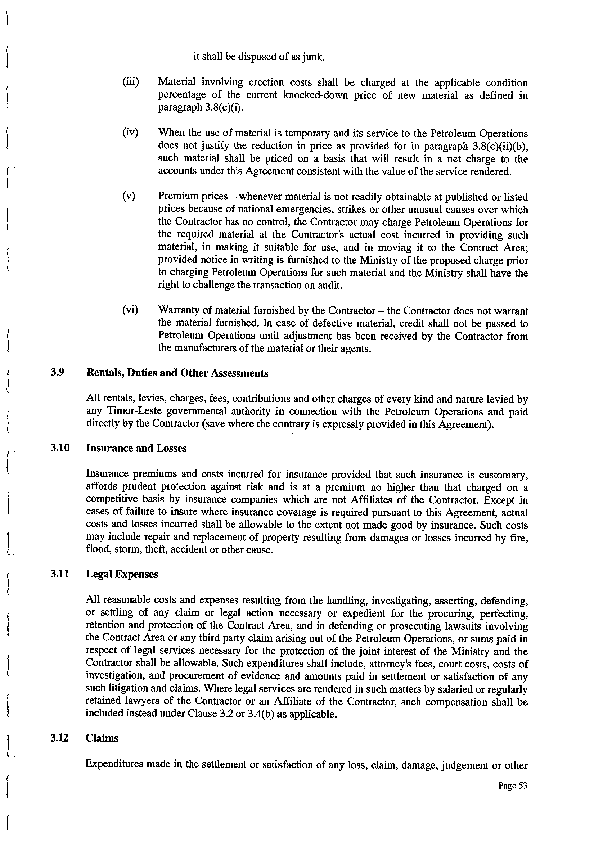 it shall be disposed of as junk.
(iii) Material involving erection costs shall be charged at the applicable condition
percentage of the current knocked-down price of new material as defined in
paragraph 3.8(c)(i).
(iv) When the use of material is temporary and its service to the Petroleum Operations
does not justify the reduction in price as provided for in paragraph 3.8(c)(ii)(b),
such material shall be priced on a basis that will result in a net charge to the
accounts under this Agreement consistent with the value of the service rendered.
(v) Premium prices - whenever material is not readily obtainable at published or listed
prices because of national emergencies, strikes or other unusual causes over which
the Contractor has no control, the Contractor may charge Petroleum Operations for
the required material at the Contractor's actual cost incurred in providing such
material, in making it suitable for use, and in moving it to the Contract Area;
provided notice in writing is furnished to the Ministry of the proposed charge prior
to charging Petroleum Operations for such material and the Ministry shall have the
right to challenge the transaction on audit.
(vi) Warranty of material furnished by the Contractor – the Contractor does not warrant
the material furnished. In case of defective material, credit shall not be passed to
Petroleum Operations until adjustment has been received by the Contractor from
the manufacturers of the material or their agents.
3.9 Rentals, Duties and Other Assessments
All rentals, levies, charges, fees, contributions and other charges of every kind and nature levied by
any Timor-Leste governmental authority in connection with the Petroleum Operations and paid
directly by the Contractor (save where the contrary is expressly provided in this Agreement).
3.10 Insurance and Losses
Insurance premiums and costs incurred for insurance provided that such insurance is customary,
affords prudent protection against risk and is at a premium no higher than that charged on a
competitive basis by insurance companies which are not Affiliates of the Contractor. Except in
cases of failure to insure where insurance coverage is required pursuant to this Agreement, actual
costs and losses incurred shall be allowable to the extent not made good by insurance. Such costs
may include repair and replacement of property resulting from damages or losses incurred by fire,
flood, storm, theft, accident or other cause.
3.11 Legal Expenses
All reasonable costs and expenses resulting from the handling, investigating, asserting, defending,
or settling of any claim or legal action necessary or expedient for the procuring, perfecting,
retention and protection of the Contract Area, and in defending or prosecuting lawsuits involving
the Contract Area or any third party claim arising out of the Petroleum Operations, or sums paid in
respect of legal services necessary for the protection of the joint interest of the Ministry and the
Contractor shall be allowable. Such expenditures shall include, attorney's fees, court costs, costs of
investigation, and procurement of evidence and amounts paid in settlement or satisfaction of any
such litigation and claims. Where legal services are rendered in such matters by salaried or regularly
retained lawyers of the Contractor or an Affiliate of the Contractor, such compensation shall be
included instead under Clause 3.2 or 3.4(b) as applicable.
3.12 Claims
Expenditures made in the settlement or satisfaction of any loss, claim, damage, judgement or other
Page 53